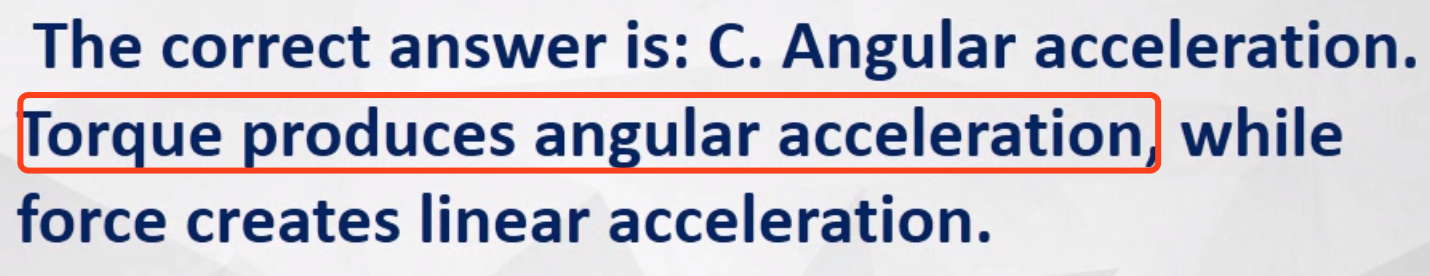 The correct answer is: C. Angular acceleration.
Torque produces angular acceleration, while
force creates linear acceleration.